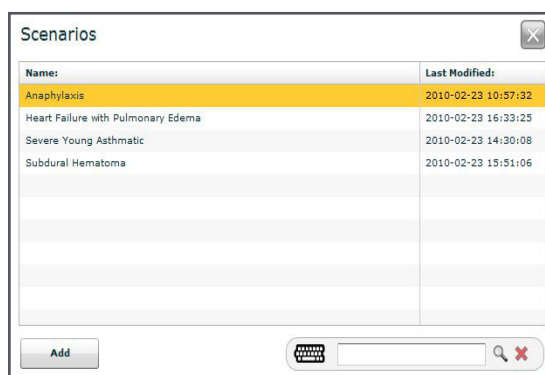 Scenarios
Name: Last Modified:
Anaphylaxis 2010-02-23 10:57:32
Heart Failure with Pulmonary Edema 2010-02-23 16:33:25
Severe Young Asthmatic 2010-02-23 14:30:08
Subdural Hematoma 2010-02-23 15:51:06
Add